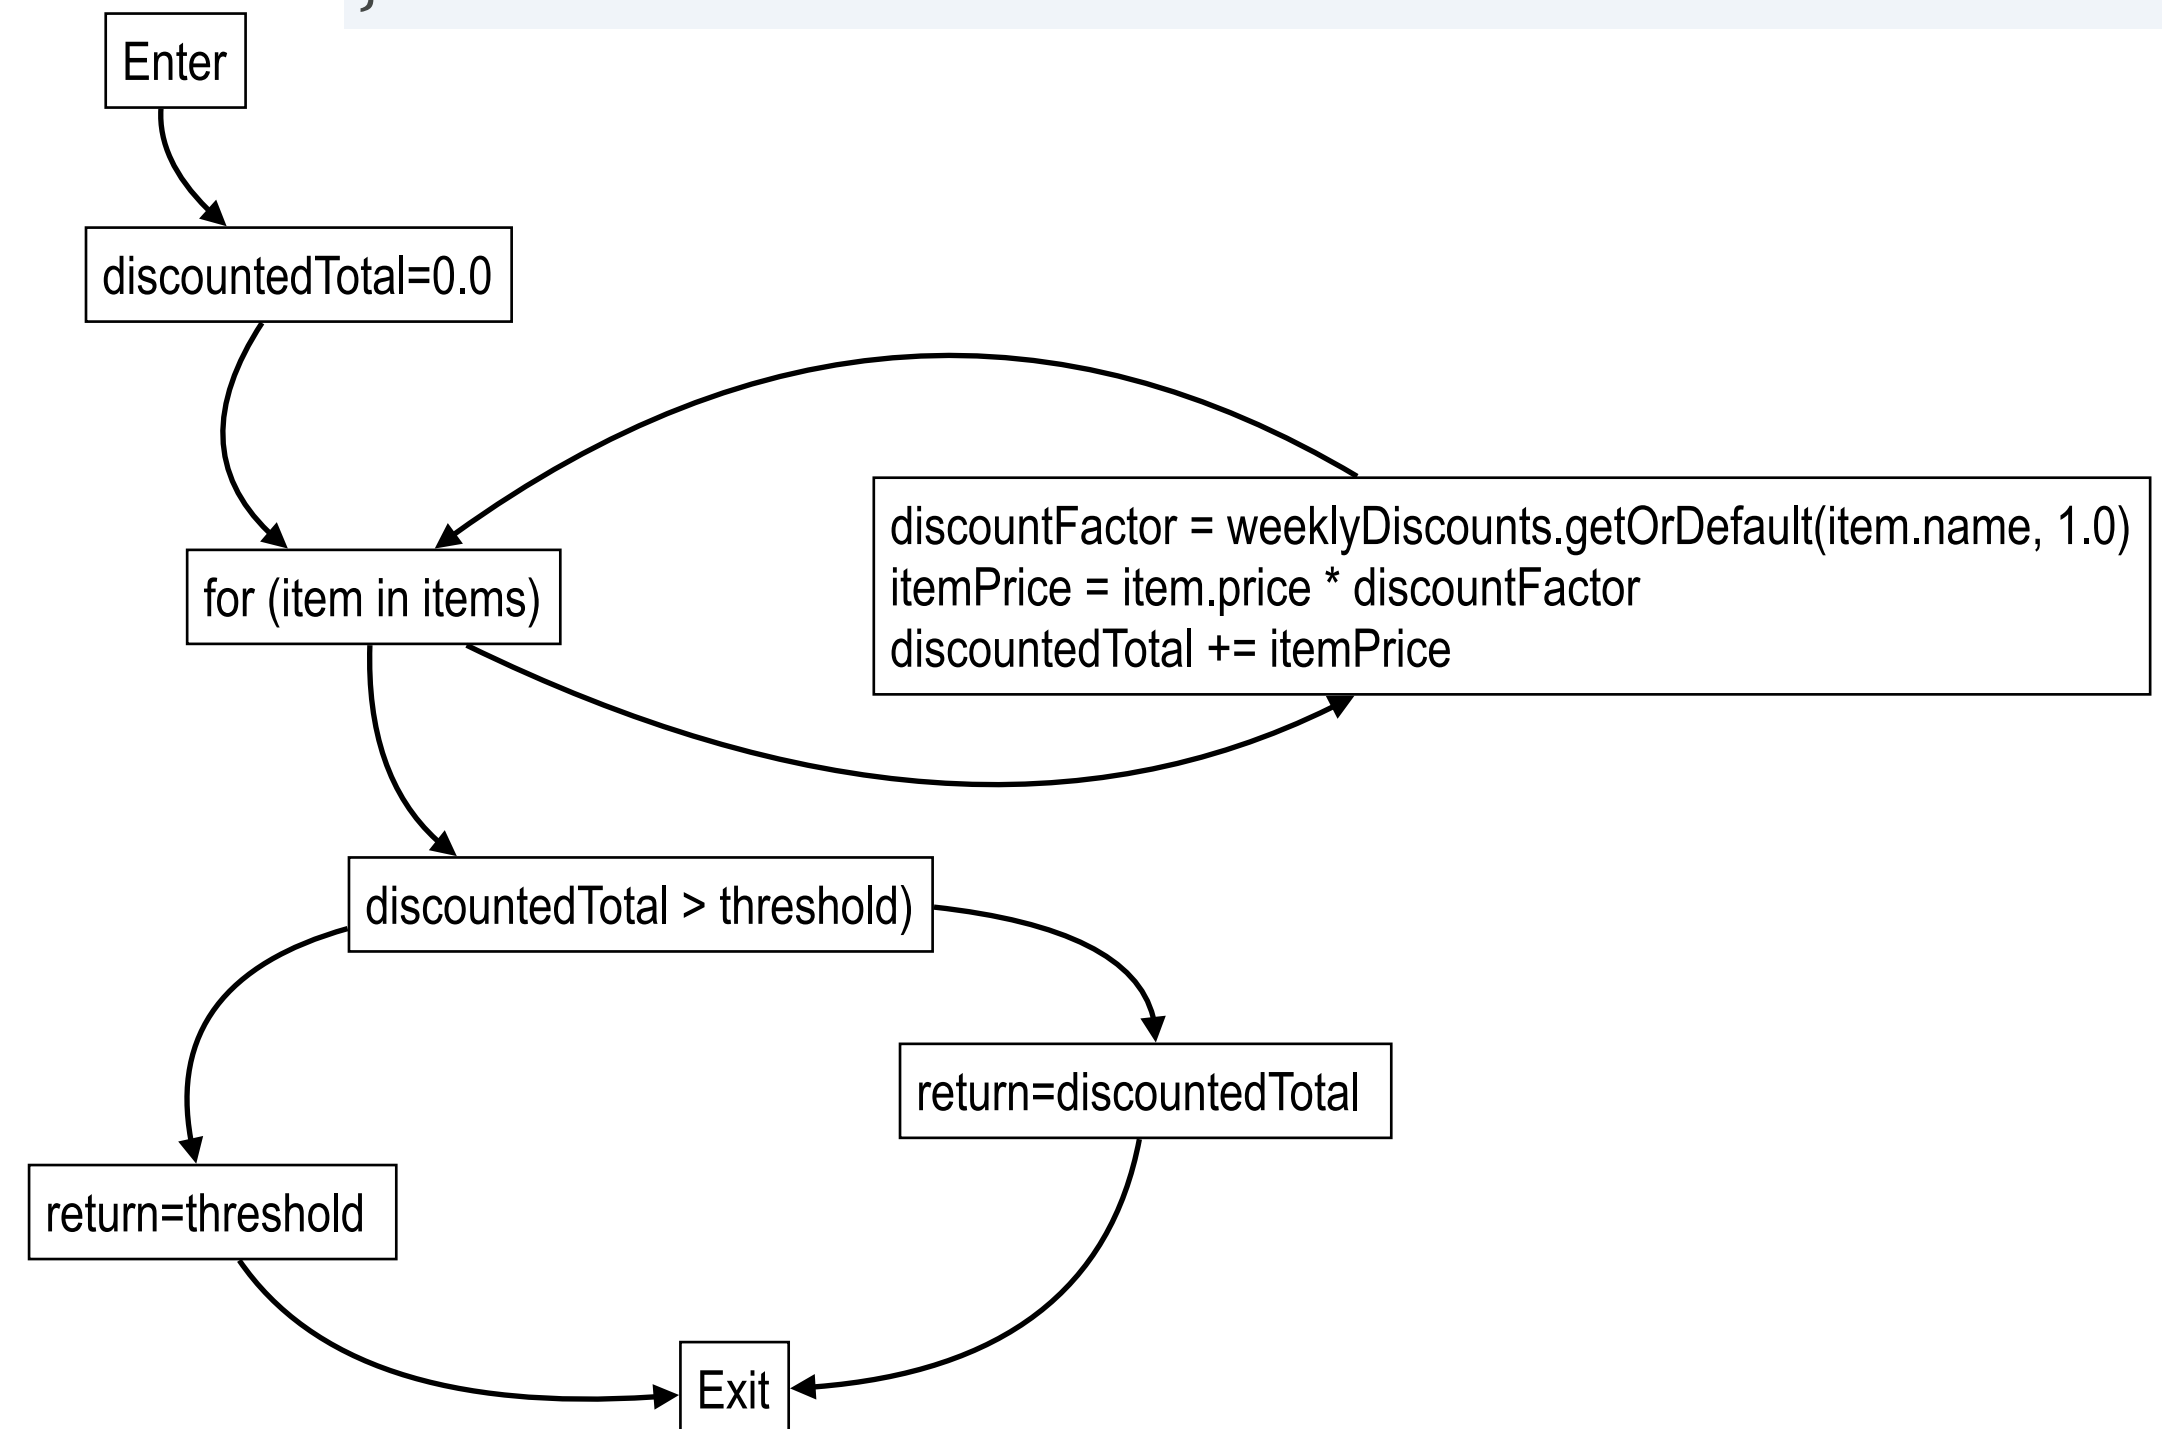 }
Enter
discountedTotal=0.0
for (item in items)
discountFactor = weeklyDiscounts.getOrDefault(item.name, 1.0)
itemPrice = item.price * discountFactor
discountedTotal += itemPrice
discountedTotal > threshold)
return=discountedTotal
return=threshold
Exit